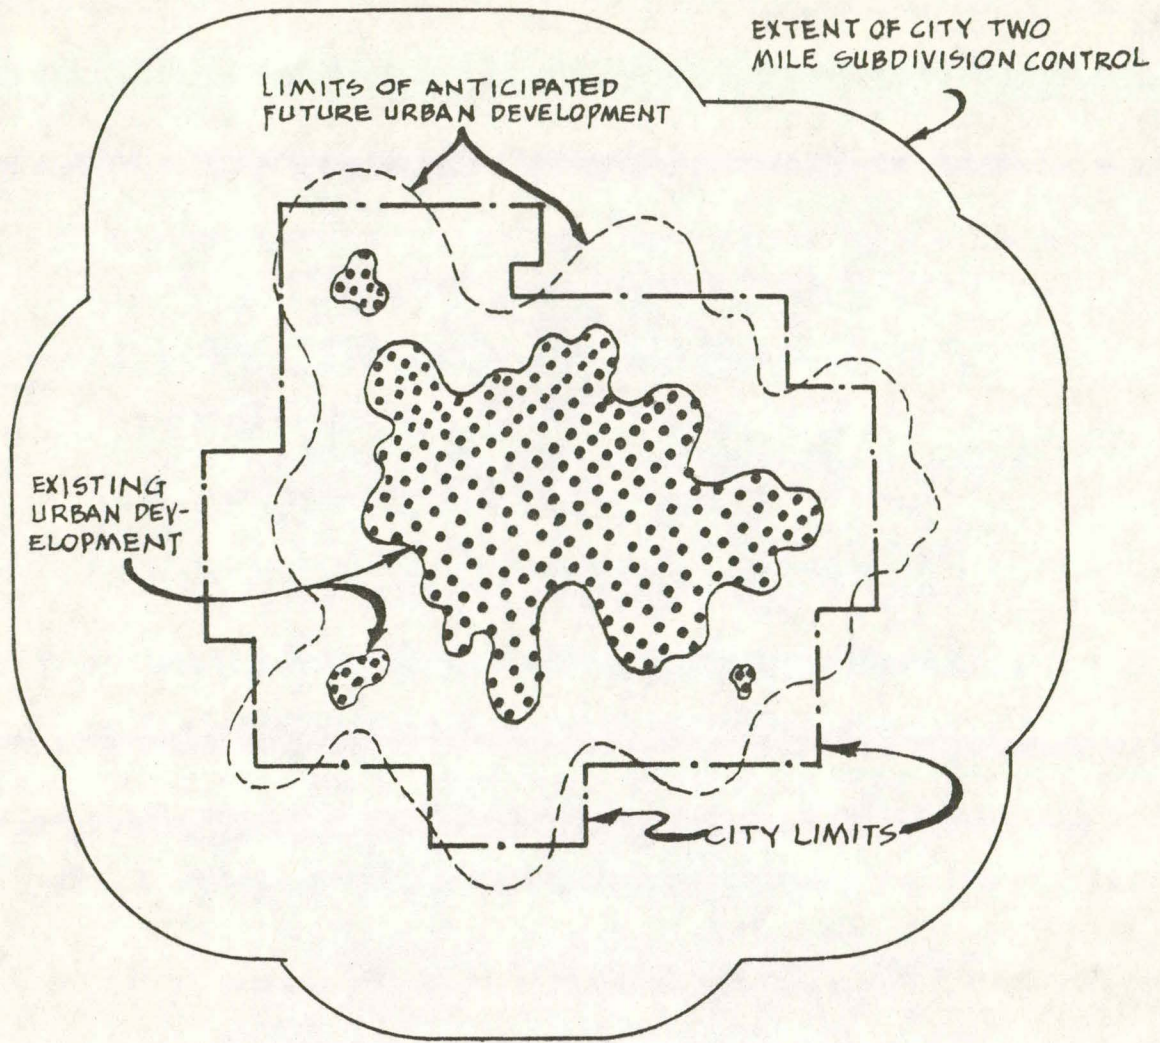 EXTENT OF CITY TWO
MILE SUBDIVISION CONTROL
LIMITS OF ANTICIPATED
FUTURE URBAN DEVELOPMENT
EXISTING
URBAN DEV-
ELOPMENT
CITY LIMITS